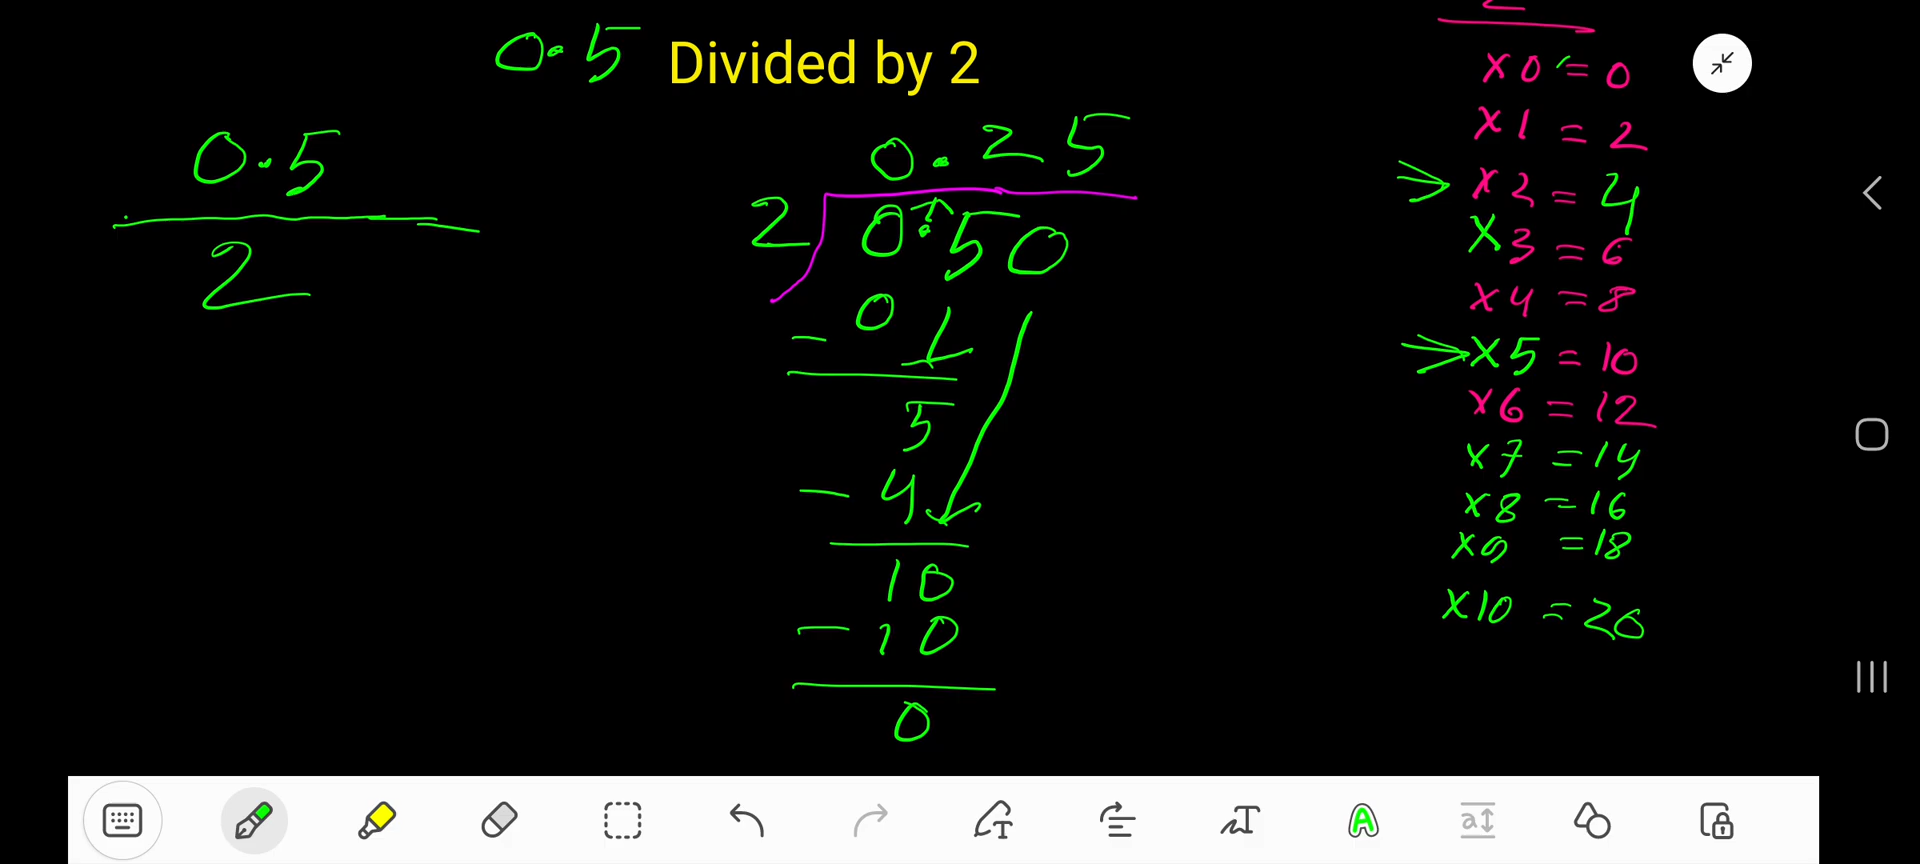 0.5 Divided by 2
0.5
2
0.25
2 0.50
0
-
5
- 4
10
- 10
0
2
x0 = 0
x1 = 2
x2 = 4
x3 = 6
x4 = 8
x5 = 10
x6 = 12
x7 = 14
x8 = 16
x9 = 18
x10 = 20